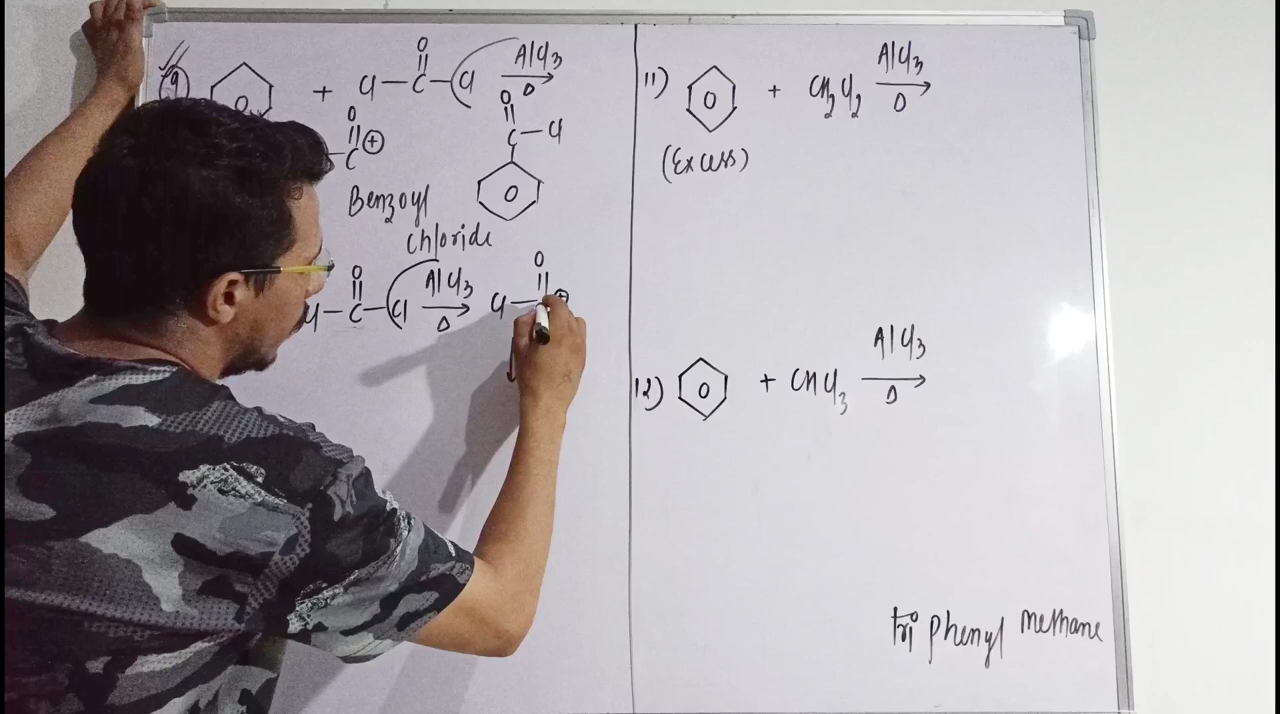 9
+ Cl - C - Cl AlCl3
O
Δ
O
C ⊕
O
C - Cl
Benzoyl
chloride
O
Cl - C - Cl AlCl3
Δ
O
Cl - ⊕
11) + CH2Cl2 AlCl3
Δ
(Excess)
12) + CHCl3 AlCl3
Δ
tri phenyl methane